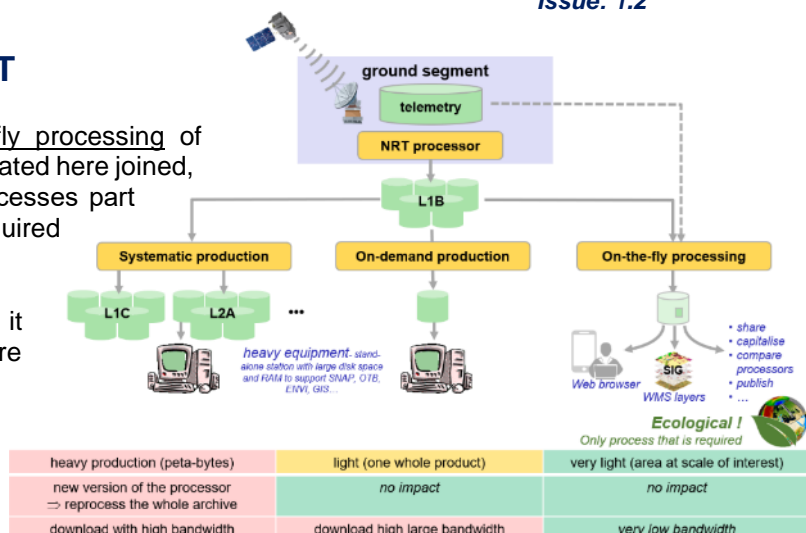 Issue: 1.2
T
fly processing of
ated here joined,
cesses part
uired
it
re
ground segment
telemetry
NRT processor
L1B
Systematic production
On-demand production
On-the-fly processing
L1C
L2A
...
heavy equipment- stand-
alone station with large disk space
and RAM to support SNAP, OTB,
ENVI, GIS...
Web browser
SIG
WMS layers
• share
• capitalise
• compare
processors
• publish
• ...
Ecological !
Only process that is required
heavy production (peta-bytes)
light (one whole product)
very light (area at scale of interest)
new version of the processor
⇒ reprocess the whole archive
no impact
no impact
download with high bandwidth
download high large bandwidth
very low bandwidth